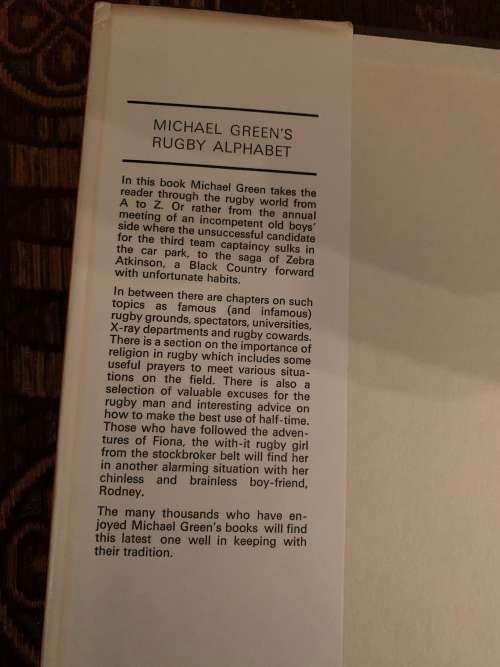 MICHAEL GREEN'S
RUGBY ALPHABET
In this book Michael Green takes the
reader through the rugby world from
A to Z. Or rather from the annual
meeting of an incompetent old boys'
side where the unsuccessful candidate
for the third team captaincy sulks in
the car park, to the saga of Zebra
Atkinson, a Black Country forward
with unfortunate habits.
In between there are chapters on such
topics as famous (and infamous)
rugby grounds, spectators, universities,
X-ray departments and rugby cowards.
There is a section on the importance of
religion in rugby which includes some
useful prayers to meet various situa-
tions on the field. There is also a
selection of valuable excuses for the
rugby man and interesting advice on
how to make the best use of half-time.
Those who have followed the adven-
tures of Fiona, the with-it rugby girl
from the stockbroker belt will find her
in another alarming situation with her
chinless and brainless boy-friend,
Rodney.
The many thousands who have en-
joyed Michael Green's books will find
this latest one well in keeping with
their tradition.